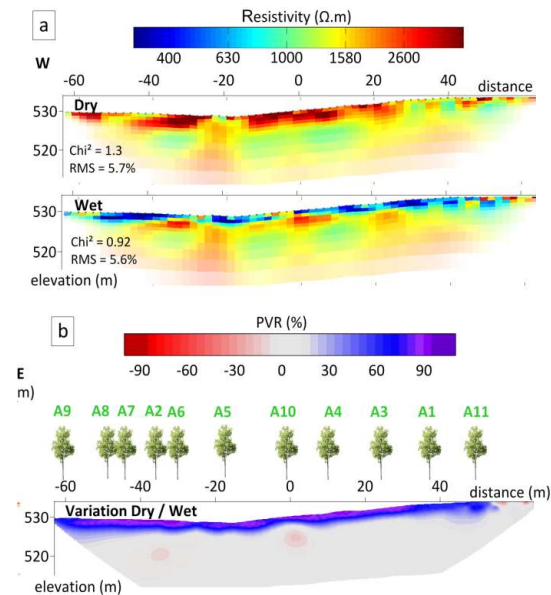 a
Resistivity (Ω.m)
400 630 1000 1580 2600
W
-60 -40 -20 0 20 40 distance
Dry
530
520
Chi² = 1.3
RMS = 5.7%
Wet
530
520
Chi² = 0.92
RMS = 5.6%
elevation (m)
b
PVR (%)
-90 -60 -30 0 30 60 90
E
m)
A9 A8 A7 A2 A6 A5 A10 A4 A3 A1 A11
-60 -40 -20 0 20 40 distance (m)
Variation Dry / Wet
530
520
elevation (m)